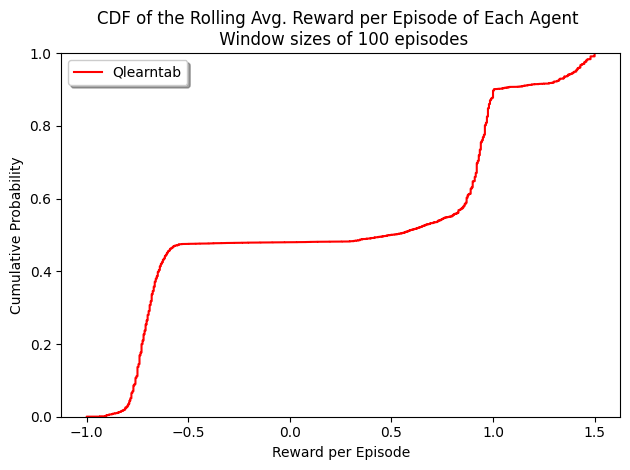 CDF of the Rolling Avg. Reward per Episode of Each Agent
Window sizes of 100 episodes
Qlearntab
1.0
0.8
0.6
0.4
0.2
0.0
Cumulative Probability
−1.0 −0.5 0.0 0.5 1.0 1.5
Reward per Episode